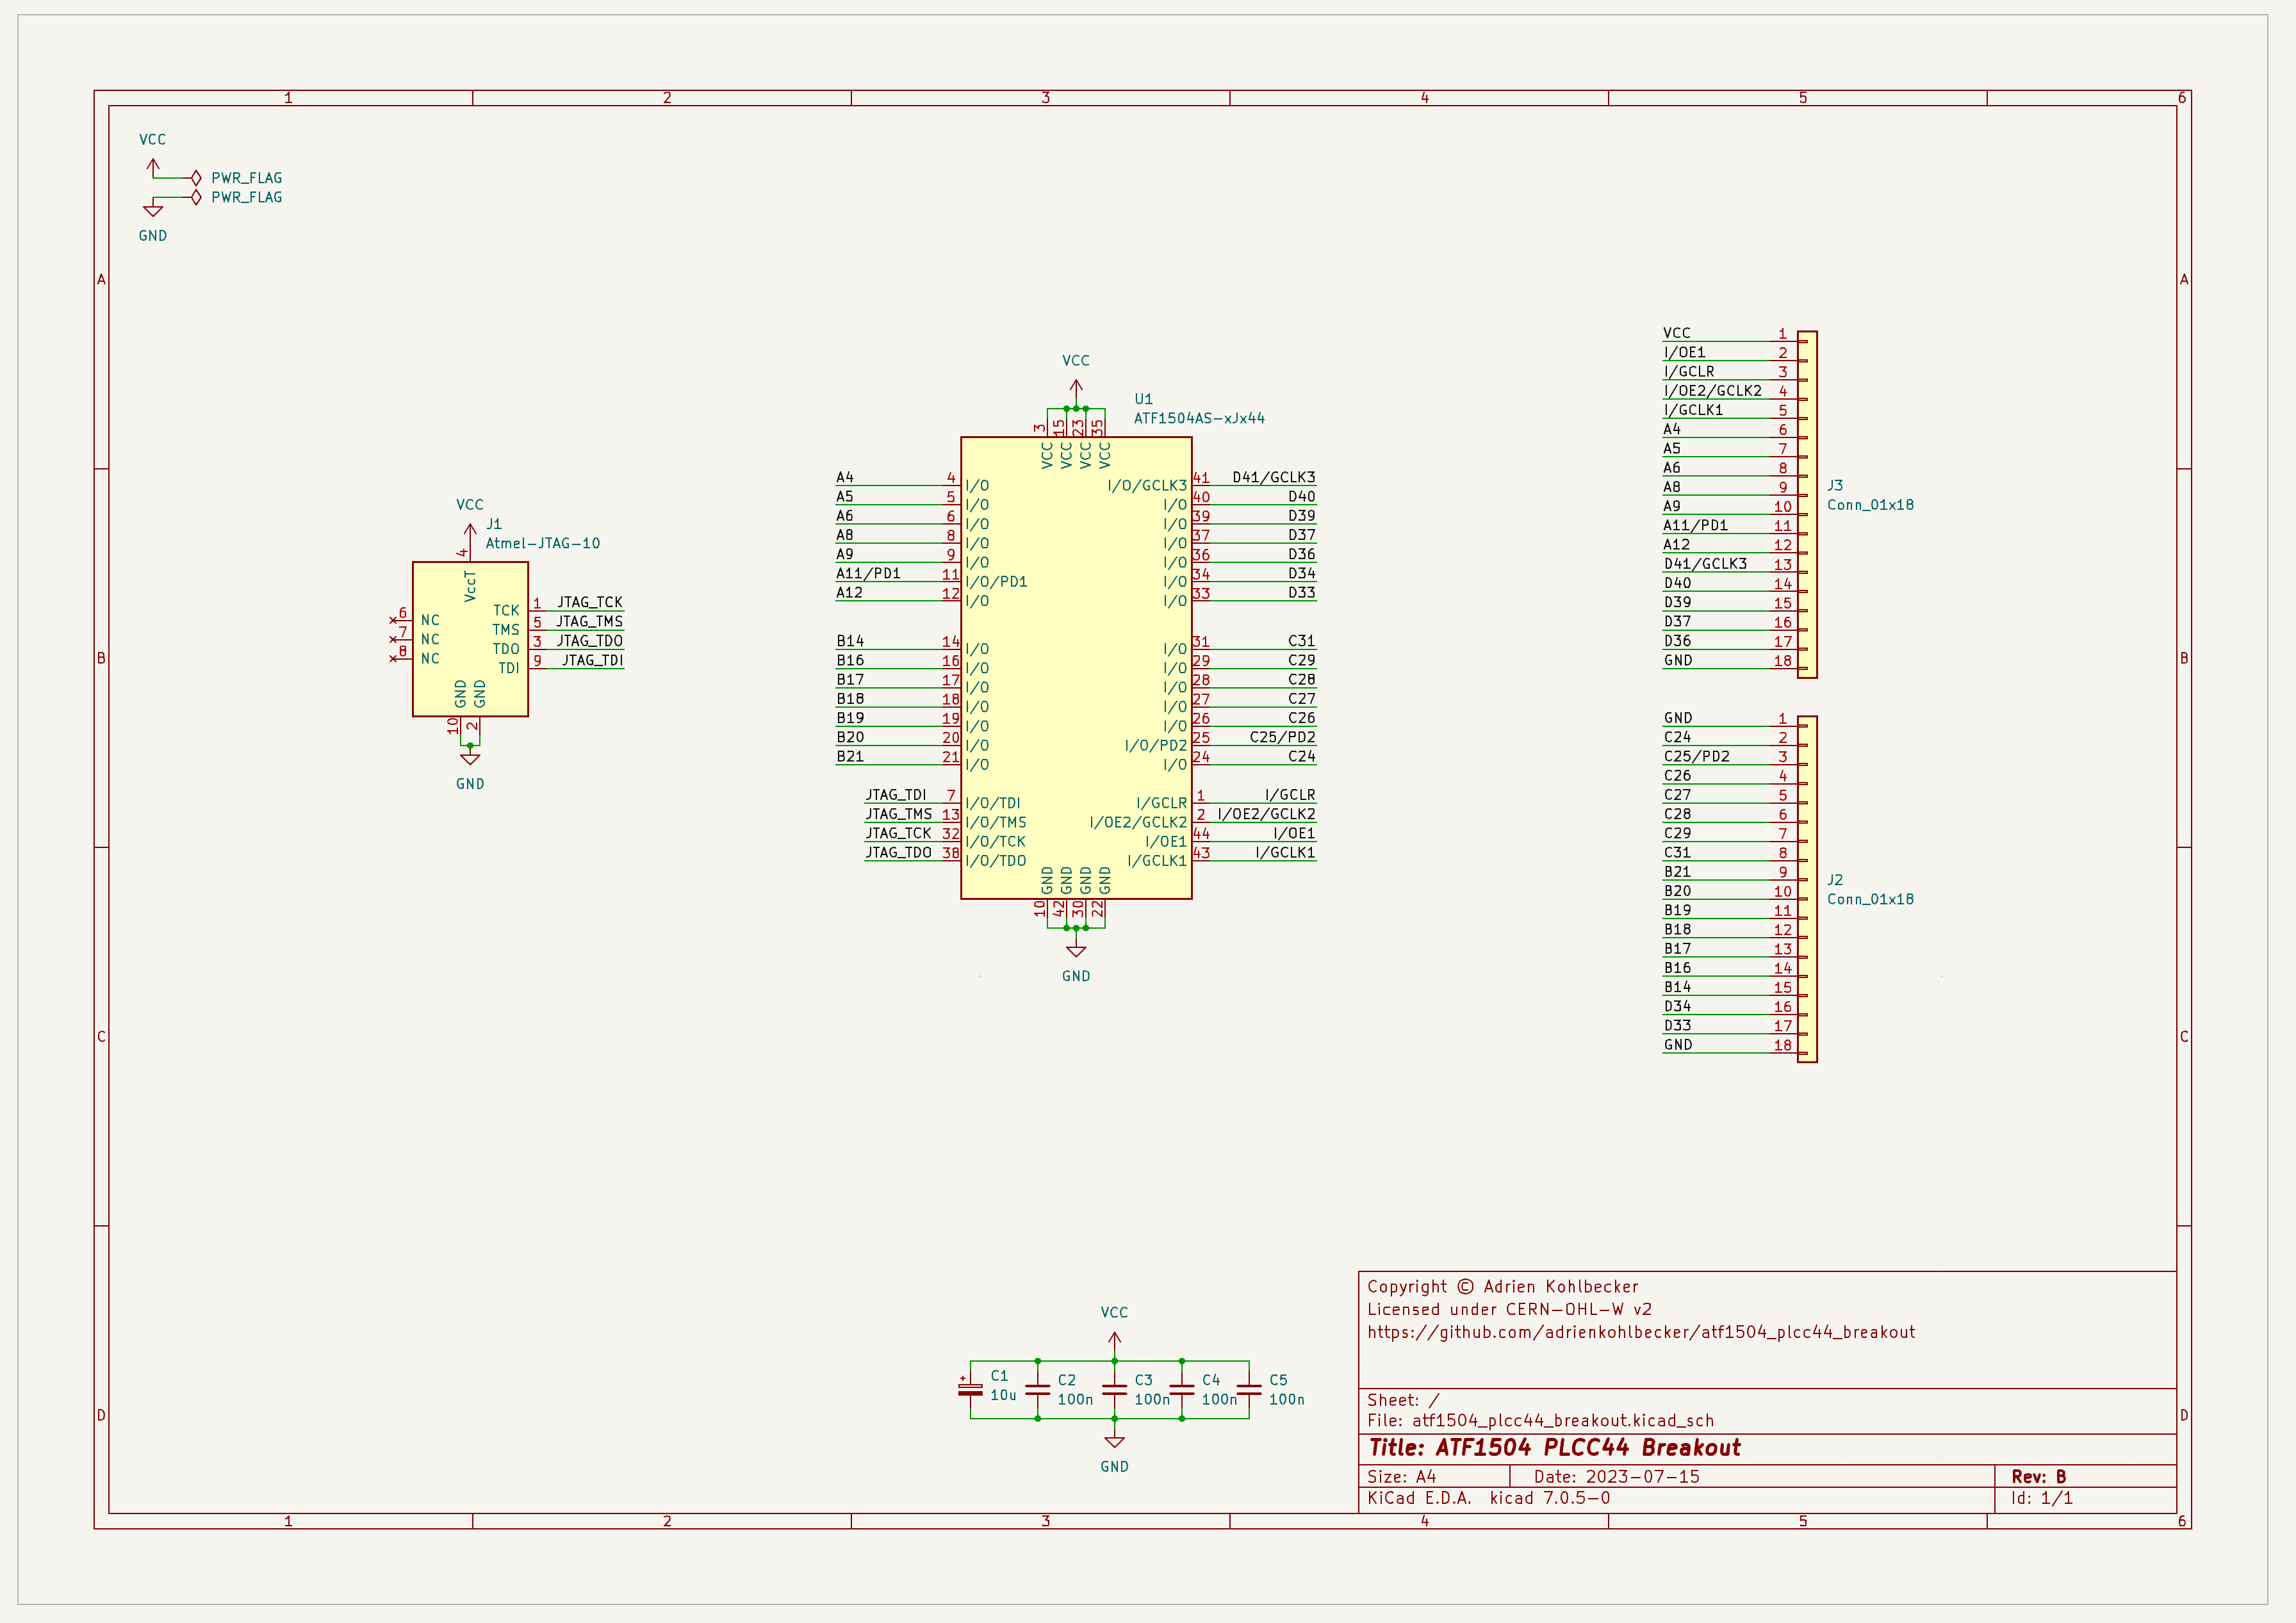 1 2 3 4 5 6
VCC
PWR_FLAG
PWR_FLAG
GND
A A
B B
C C
D D
VCC
J1
Atmel-JTAG-10
4
VccT
6 NC
7 NC
8 NC
TCK 1 JTAG_TCK
TMS 5 JTAG_TMS
TDO 3 JTAG_TDO
TDI 9 JTAG_TDI
GND GND
10 2
GND
VCC
U1
ATF1504AS-xJx44
3 15 23 35
VCC VCC VCC VCC
A4 4 I/O I/O/GCLK3 41 D41/GCLK3
A5 5 I/O I/O 40 D40
A6 6 I/O I/O 39 D39
A8 8 I/O I/O 37 D37
A9 9 I/O I/O 36 D36
A11/PD1 11 I/O/PD1 I/O 34 D34
A12 12 I/O I/O 33 D33
B14 14 I/O I/O 31 C31
B16 16 I/O I/O 29 C29
B17 17 I/O I/O 28 C28
B18 18 I/O I/O 27 C27
B19 19 I/O I/O 26 C26
B20 20 I/O I/O/PD2 25 C25/PD2
B21 21 I/O I/O 24 C24
JTAG_TDI 7 I/O/TDI I/GCLR 1 I/GCLR
JTAG_TMS 13 I/O/TMS I/OE2/GCLK2 2 I/OE2/GCLK2
JTAG_TCK 32 I/O/TCK I/OE1 44 I/OE1
JTAG_TDO 38 I/O/TDO I/GCLK1 43 I/GCLK1
GND GND GND GND
10 42 30 22
GND
VCC 1
I/OE1 2
I/GCLR 3
I/OE2/GCLK2 4
I/GCLK1 5
A4 6
A5 7
A6 8
A8 9
A9 10
A11/PD1 11
A12 12
D41/GCLK3 13
D40 14
D39 15
D37 16
D36 17
GND 18
J3
Conn_01x18
GND 1
C24 2
C25/PD2 3
C26 4
C27 5
C28 6
C29 7
C31 8
B21 9
B20 10
B19 11
B18 12
B17 13
B16 14
B14 15
D34 16
D33 17
GND 18
J2
Conn_01x18
VCC
+ C1 C2 C3 C4 C5
10u 100n 100n 100n 100n
GND
Copyright © Adrien Kohlbecker
Licensed under CERN-OHL-W v2
https://github.com/adrienkohlbecker/atf1504_plcc44_breakout
Sheet: /
File: atf1504_plcc44_breakout.kicad_sch
Title: ATF1504 PLCC44 Breakout
Size: A4 Date: 2023-07-15 Rev: B
KiCad E.D.A. kicad 7.0.5-0 Id: 1/1
1 2 3 4 5 6